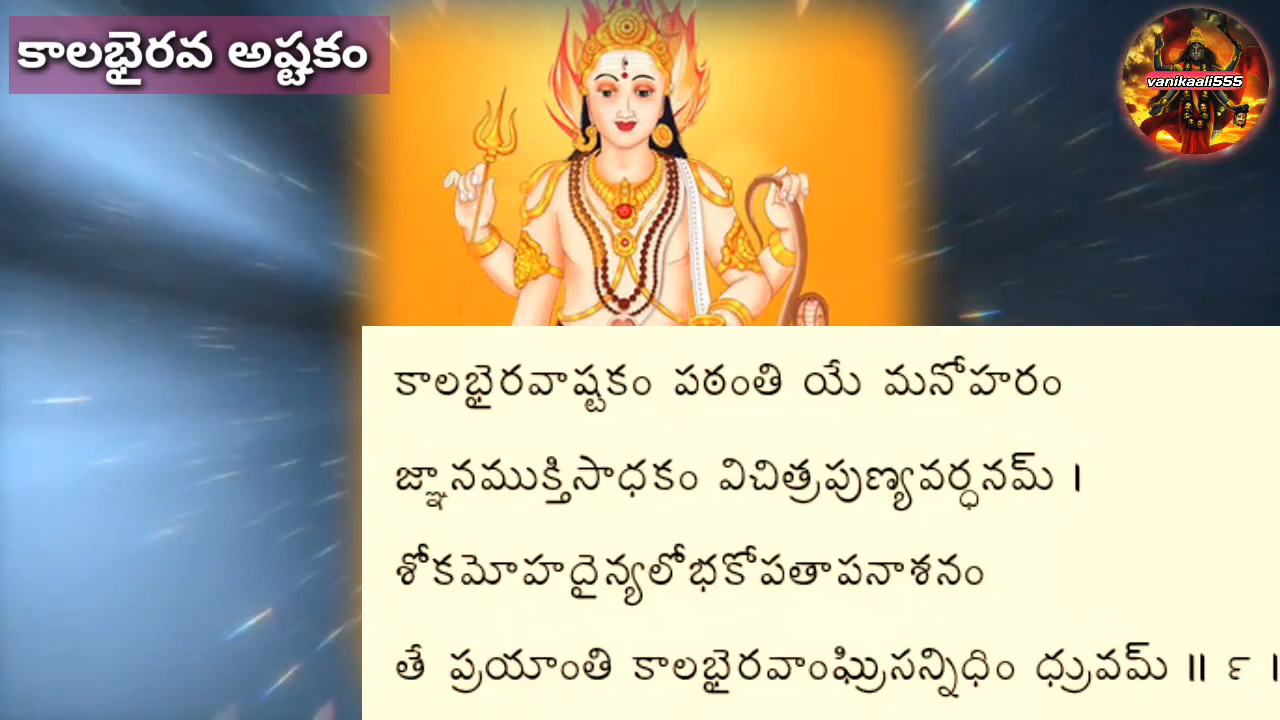 కాలభైరవ అష్టకం
vanikaali555
కాలభైరవాష్టకం పఠంతి యే మనోహరం
జ్ఞానముక్తిసాధకం విచిత్రపుణ్యవర్ధనమ్ ।
శోకమోహదైన్యలోభకోపతాపనాశనం
తే ప్రయాంతి కాలభైరవాంఘ్రిసన్నిధిం ధ్రువమ్ ॥ ౯ ।